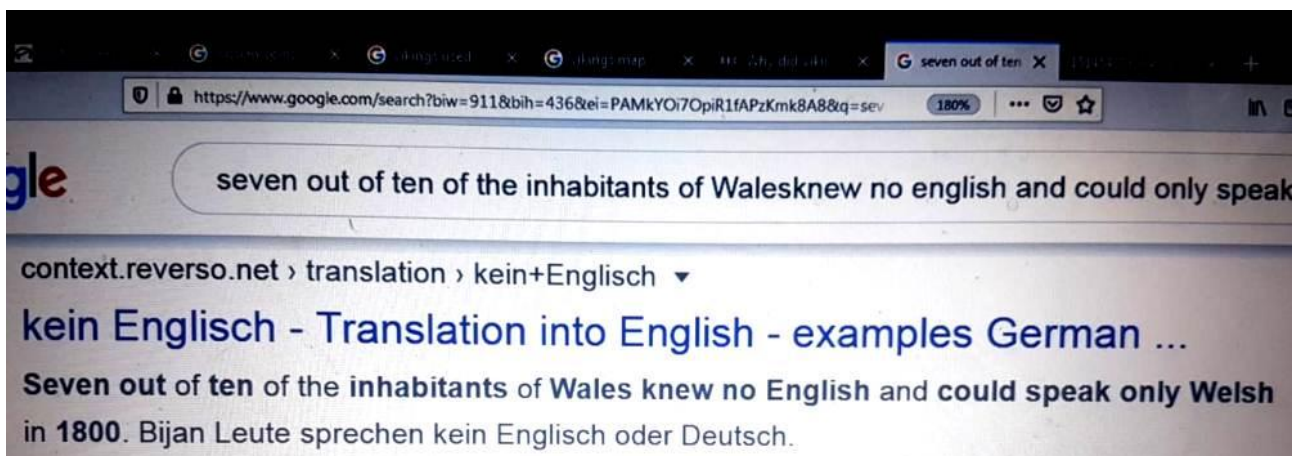 seven out of ten
https://www.google.com/search?biw=911&bih=436&ei=PAMkYOi7OpiR1fAPzKmk8A8&q=sev 180%
gle seven out of ten of the inhabitants of Walesknew no english and could only speak
context.reverso.net › translation › kein+Englisch
kein Englisch - Translation into English - examples German ...
Seven out of ten of the inhabitants of Wales knew no English and could speak only Welsh
in 1800. Bijan Leute sprechen kein Englisch oder Deutsch.